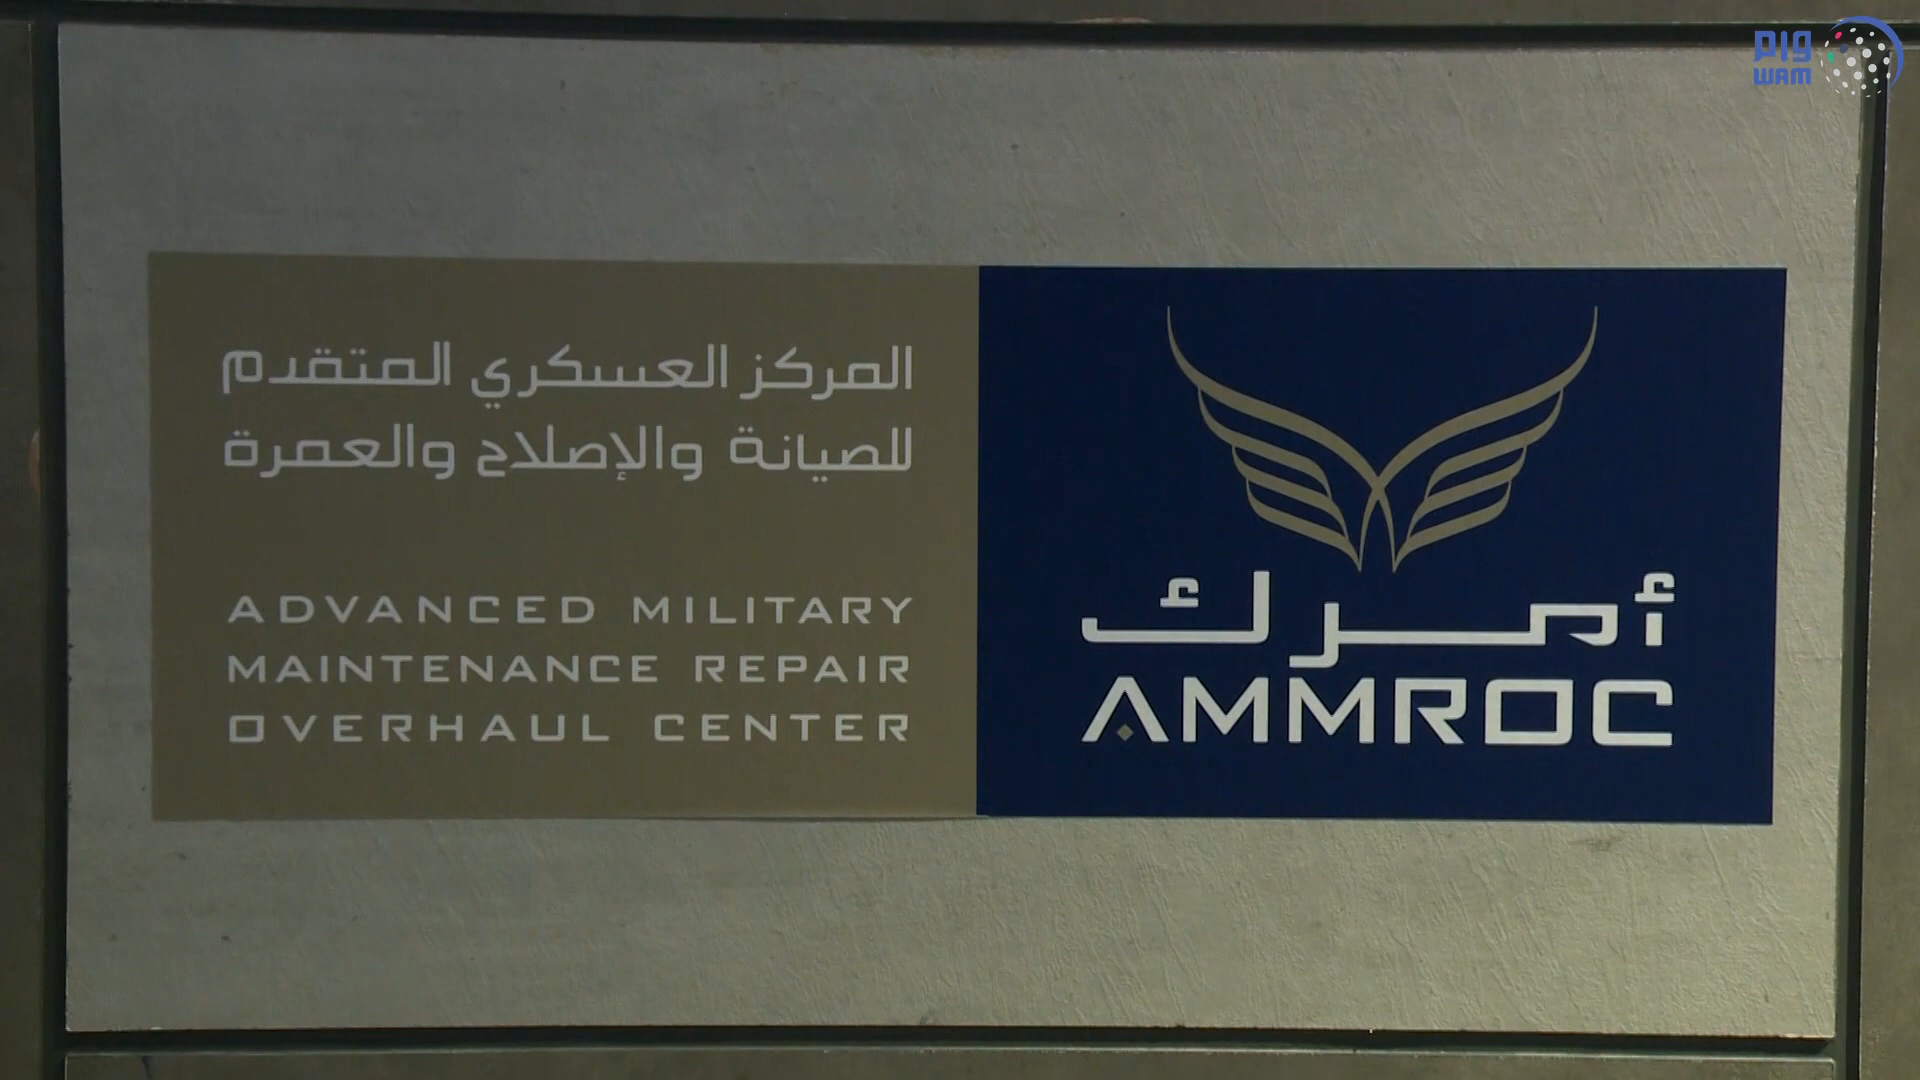 المركز العسكري المتقدم
للصيانة والإصلاح والعمرة
ADVANCED MILITARY
MAINTENANCE REPAIR
OVERHAUL CENTER
أمرك
AMMROC
وام
WAM